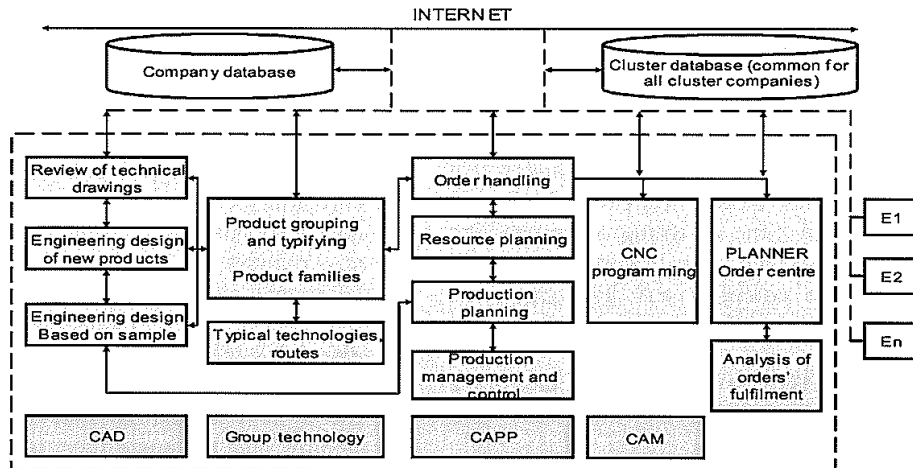 INTERNET
Company database
Cluster database (common for
all cluster companies)
Review of technical
drawings
Engineering design
of new products
Engineering design
Based on sample
Product grouping
and typifying
Product families
Typical technologies,
routes
Order handling
Resource planning
Production
planning
Production
management and
control
CNC
programming
PLANNER
Order centre
Analysis of
orders' fulfilment
E1
E2
En
CAD
Group technology
CAPP
CAM